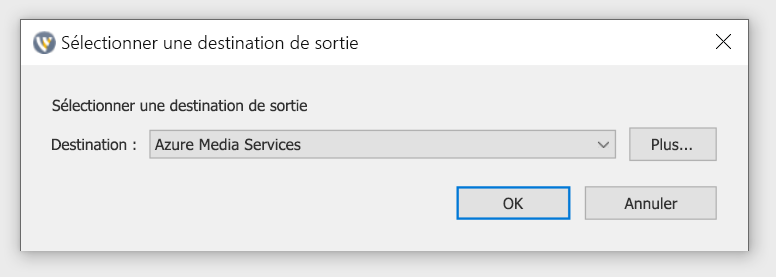 Sélectionner une destination de sortie
Sélectionner une destination de sortie
Destination : Azure Media Services Plus...
OK Annuler